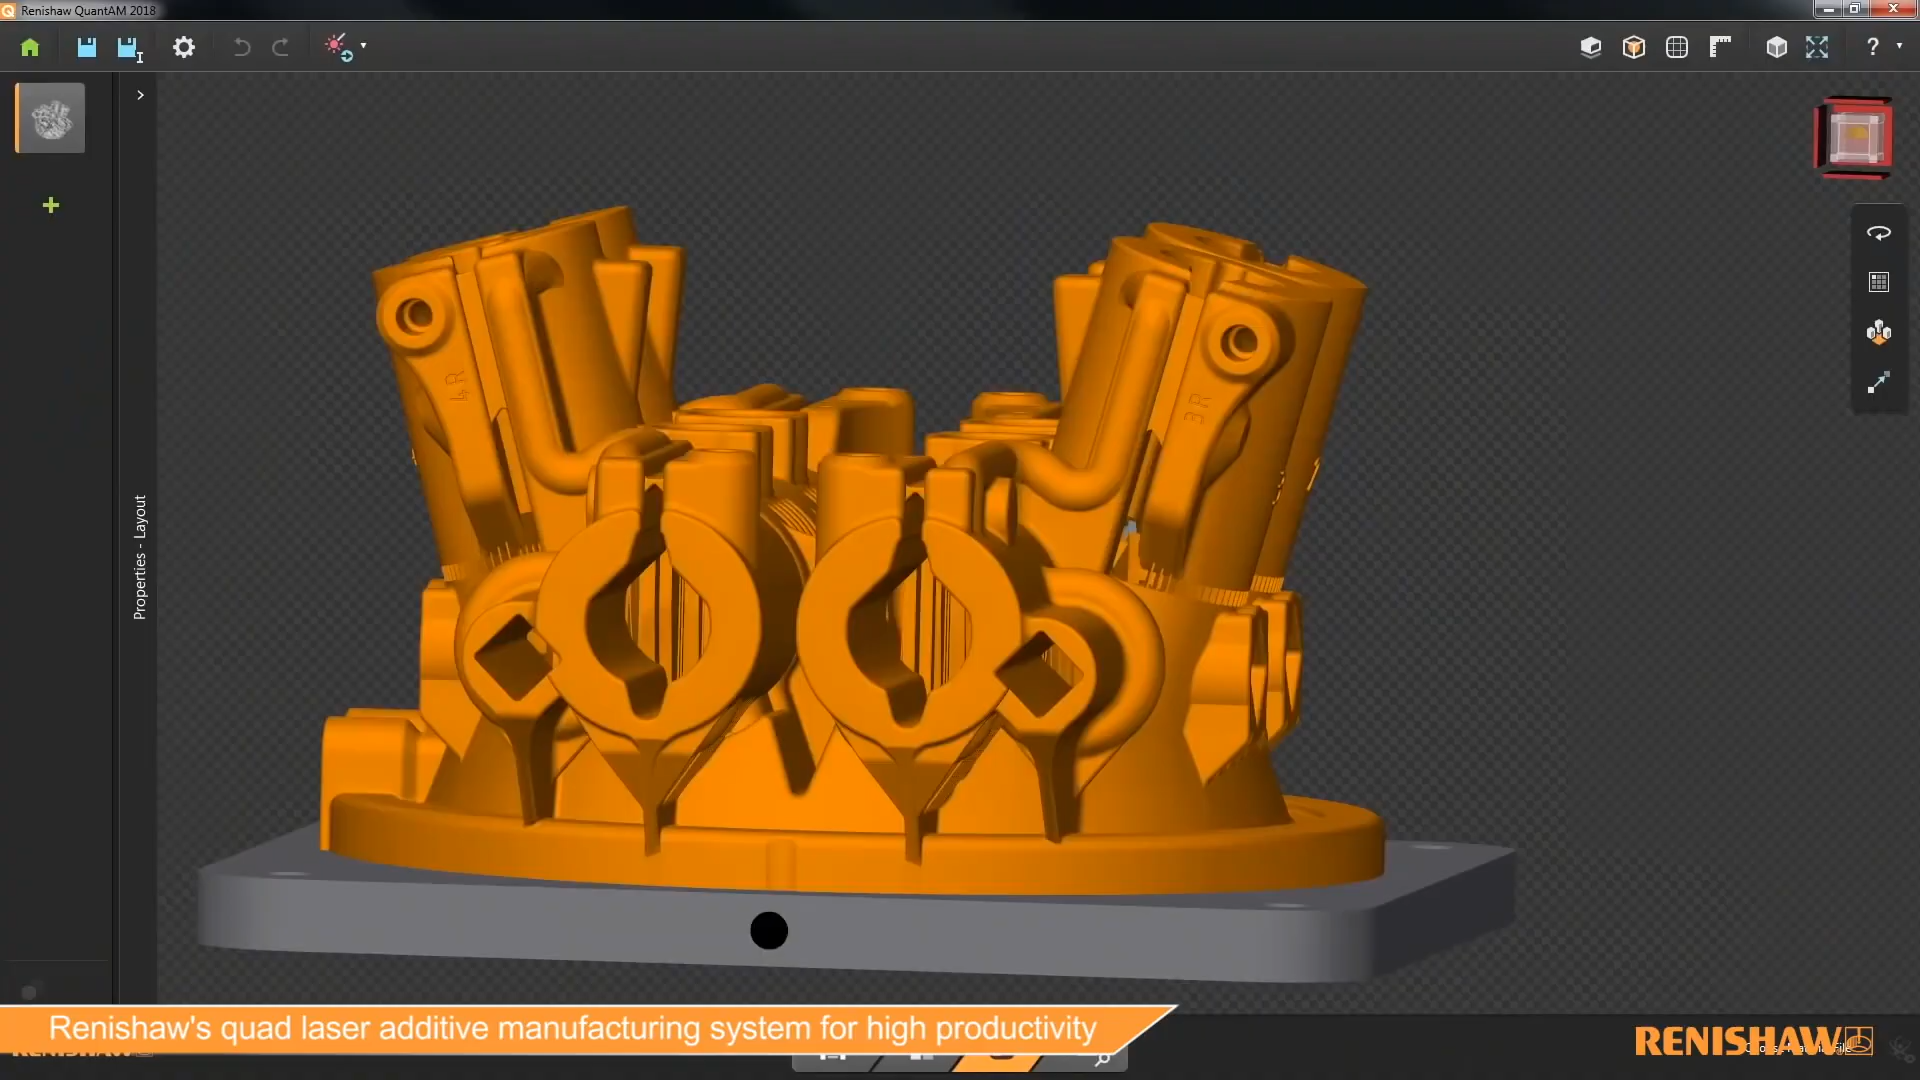 Renishaw QuantAM 2018
?
4R
3R
Properties - Layout
Renishaw's quad laser additive manufacturing system for high productivity
RENISHAW